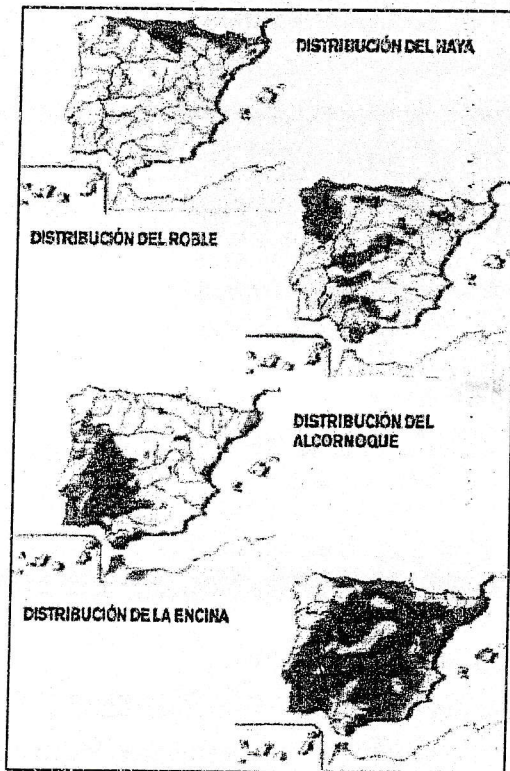 DISTRIBUCIÓN DEL HAYA
DISTRIBUCIÓN DEL ROBLE
DISTRIBUCIÓN DEL
ALCORNOQUE
DISTRIBUCIÓN DE LA ENCINA